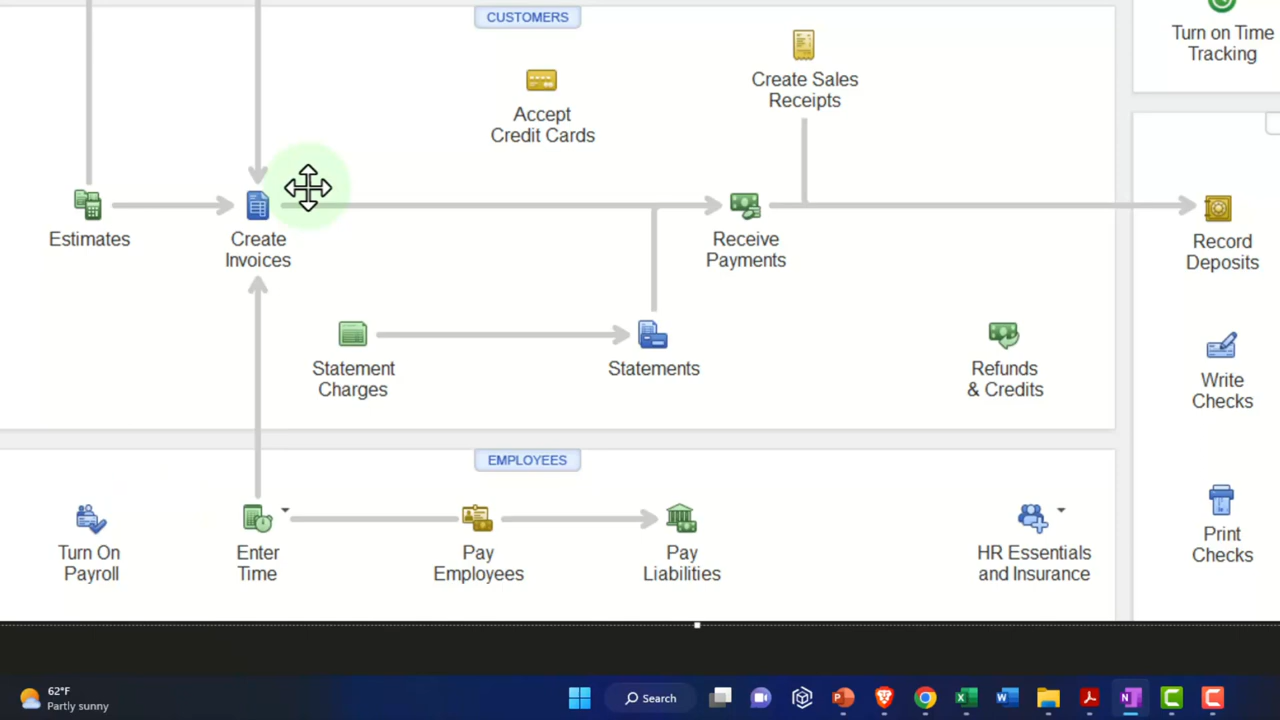 CUSTOMERS
Turn on Time
Tracking
Create Sales
Receipts
Accept
Credit Cards
Estimates
Create
Invoices
Receive
Payments
Record
Deposits
Statement
Charges
Statements
Refunds
& Credits
Write
Checks
EMPLOYEES
Turn On
Payroll
Enter
Time
Pay
Employees
Pay
Liabilities
HR Essentials
and Insurance
Print
Checks
62°F
Partly sunny
Search